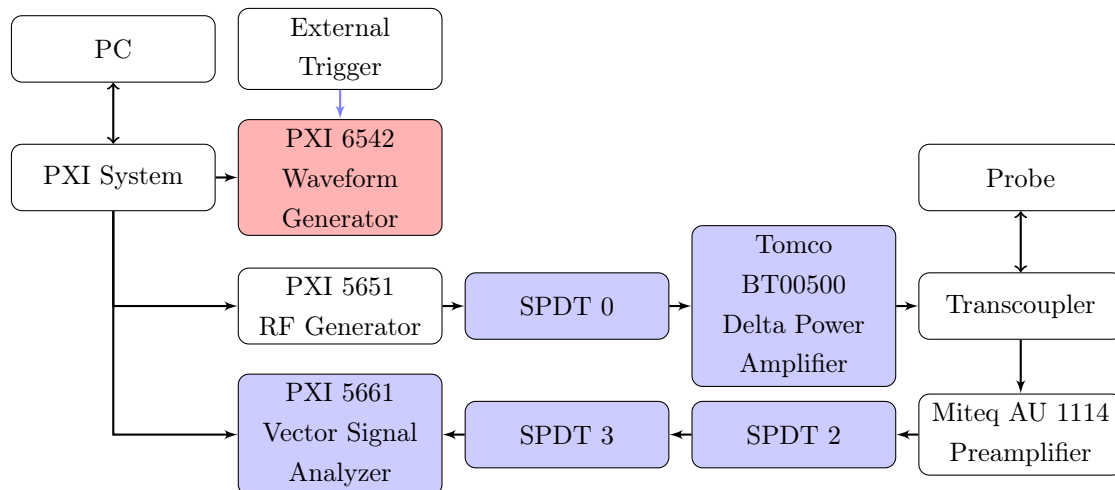 PC
External
Trigger
PXI System
PXI 6542
Waveform
Generator
Probe
PXI 5651
RF Generator
SPDT 0
Tomco
BT00500
Delta Power
Amplifier
Transcoupler
PXI 5661
Vector Signal
Analyzer
SPDT 3
SPDT 2
Miteq AU 1114
Preamplifier